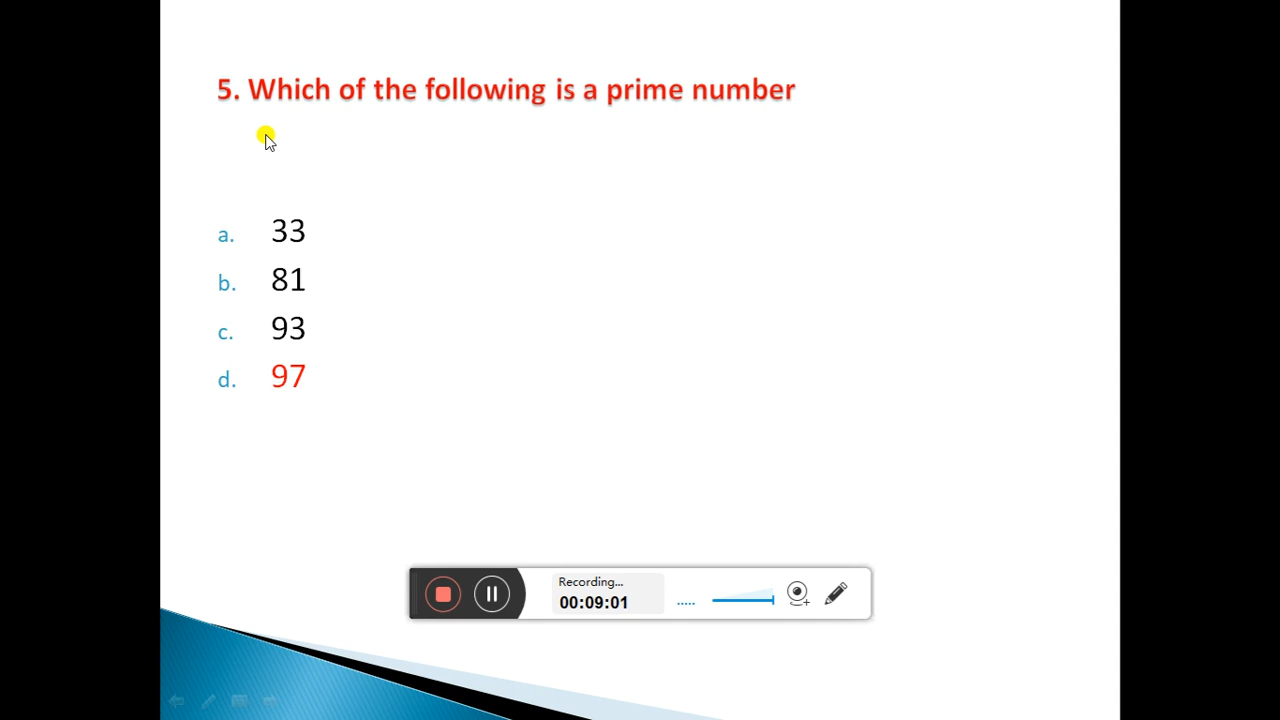 5. Which of the following is a prime number
a. 33
b. 81
c. 93
d. 97
Recording...
00:09:01